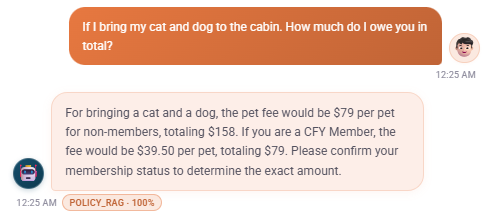 If I bring my cat and dog to the cabin. How much do I owe you in
total?
12:25 AM
For bringing a cat and a dog, the pet fee would be $79 per pet
for non-members, totaling $158. If you are a CFY Member, the
fee would be $39.50 per pet, totaling $79. Please confirm your
membership status to determine the exact amount.
12:25 AM POLICY_RAG · 100%